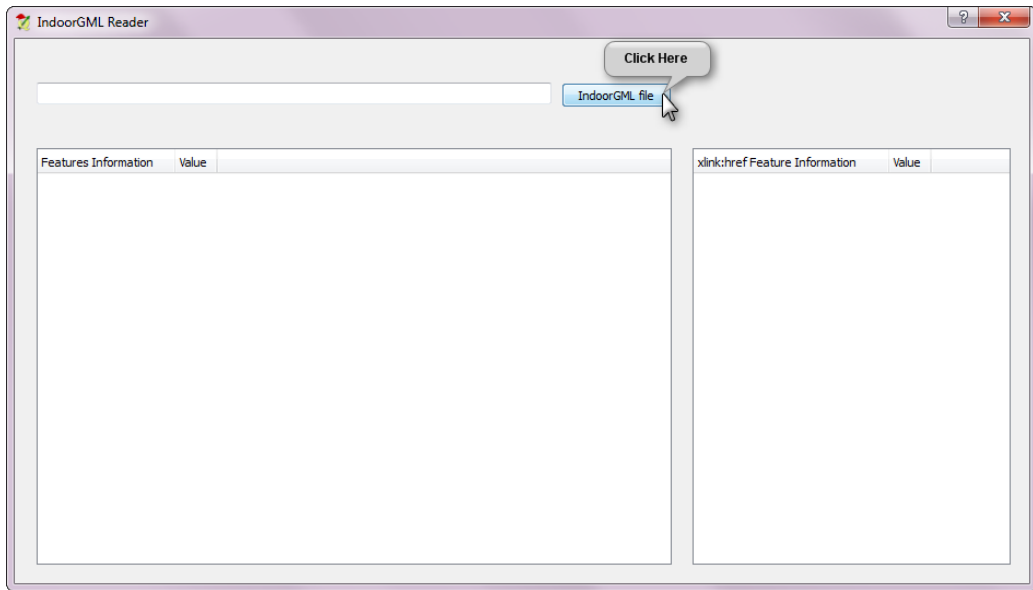 IndoorGML Reader
Click Here
IndoorGML file
Features Information Value
xlink:href Feature Information Value